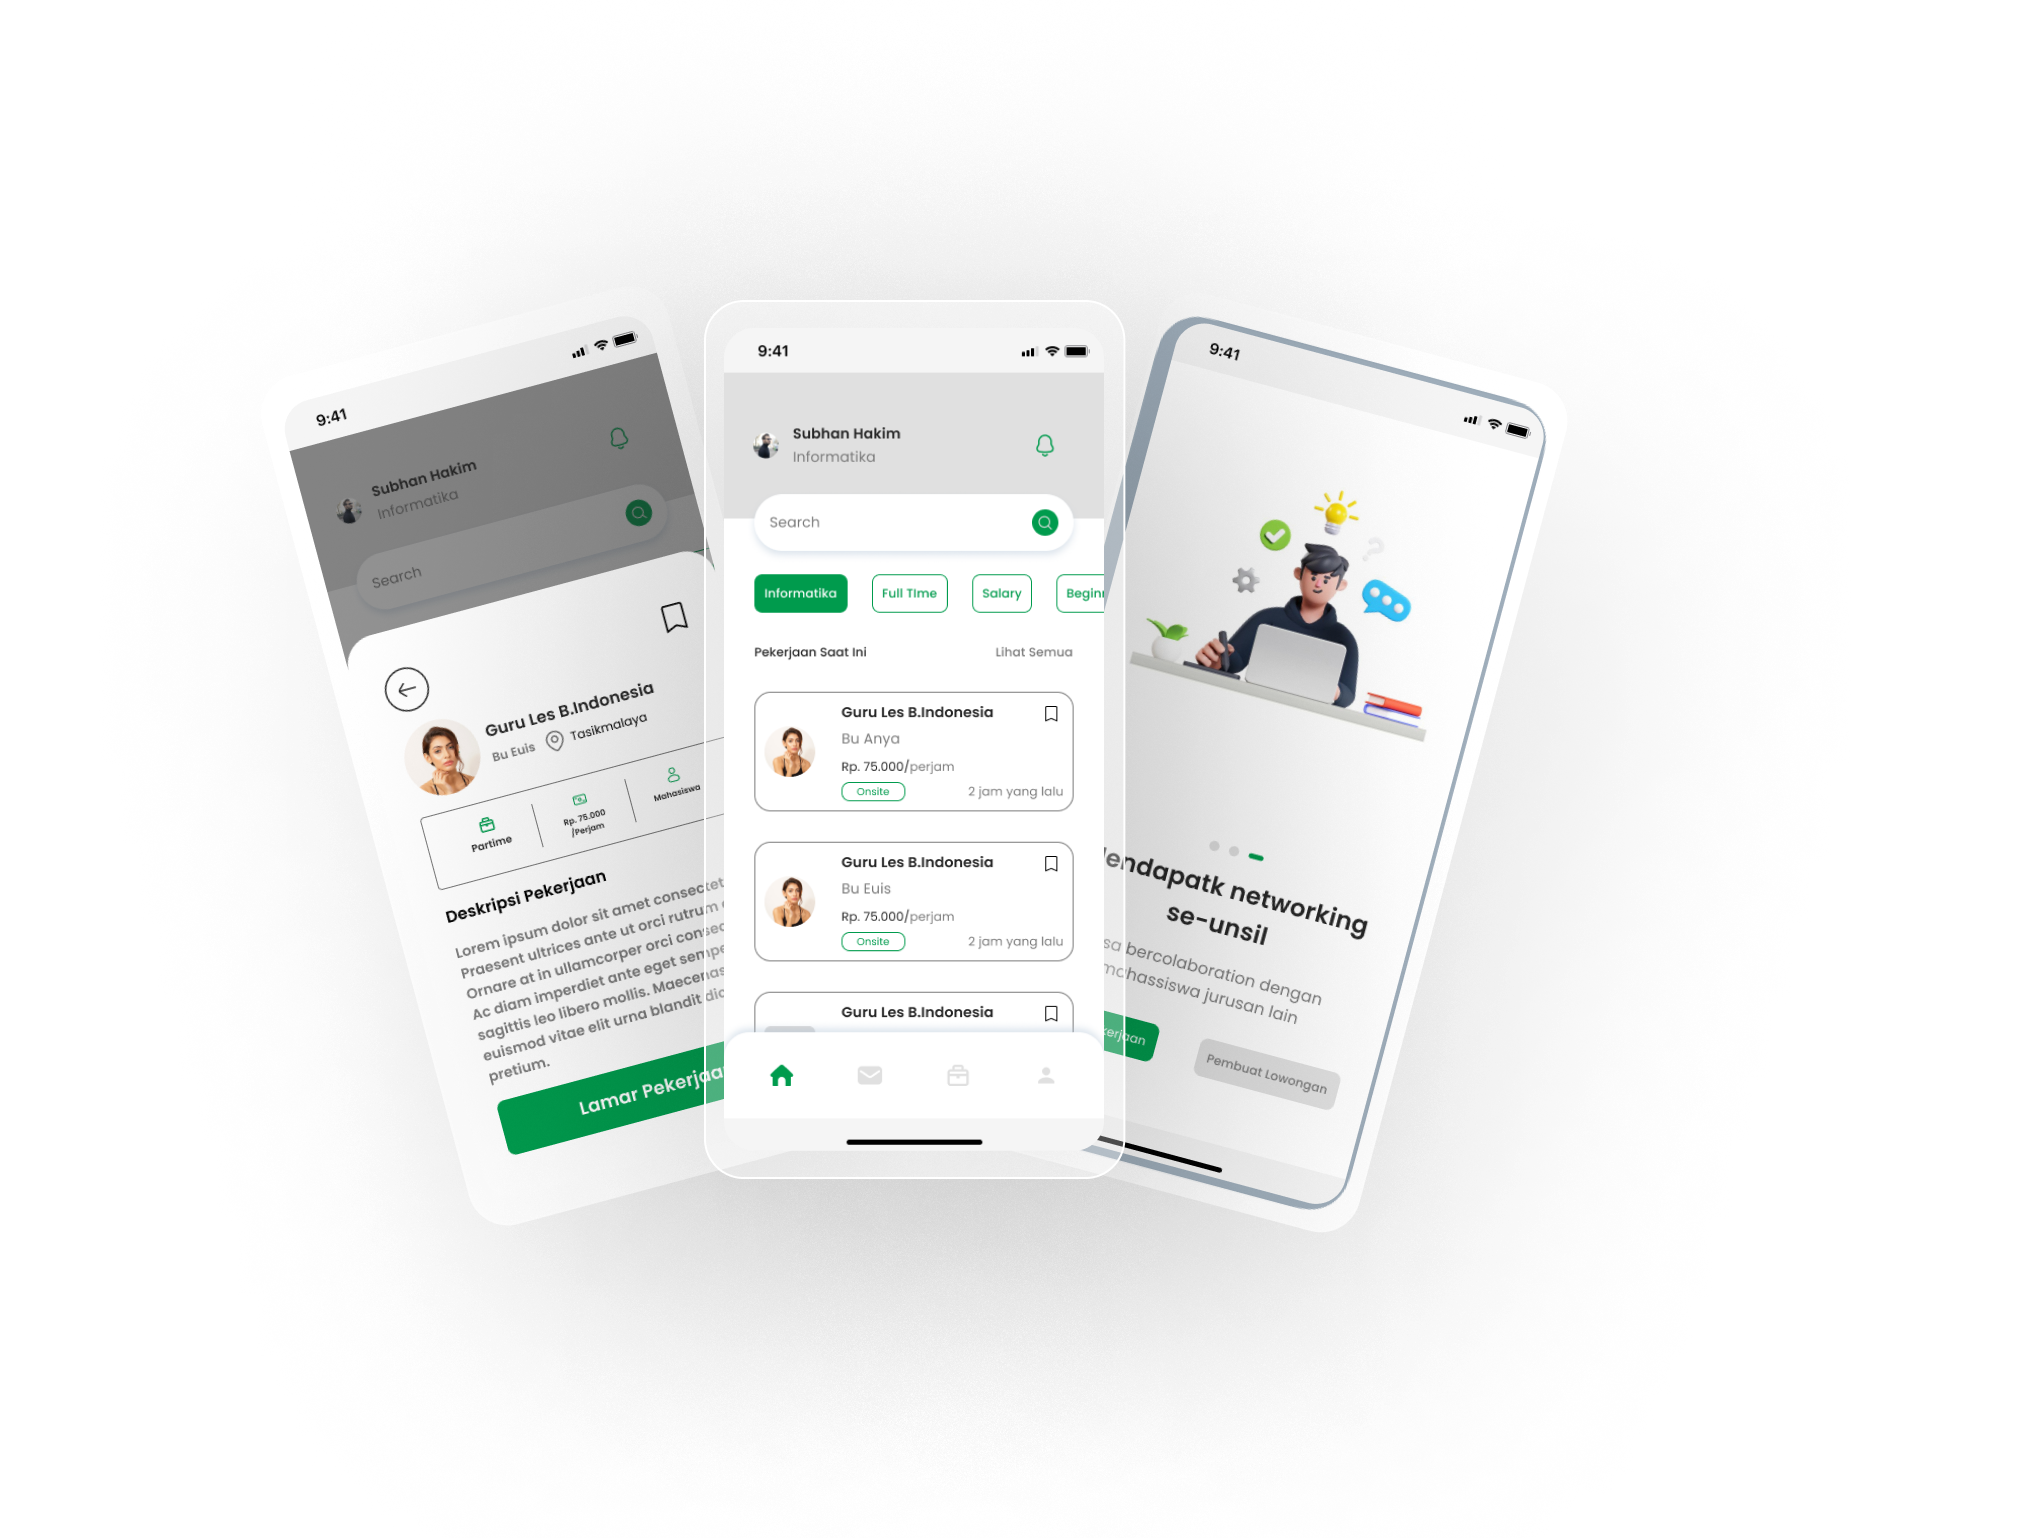 9:41
Subhan Hakim
Informatika
Search
Guru Les B.Indonesia
Bu Euis
Tasikmalaya
Partime
Rp. 75.000
/Perjam
Mahasiswa
Deskripsi Pekerjaan
Lorem ipsum dolor sit amet consectet
Praesent ultrices ante ut orci rutrum
Ornare at in ullamcorper orci consec
Ac diam imperdiet ante eget sempe
sagittis leo libero mollis. Maecenas
euismod vitae elit urna blandit dic
pretium.
Lamar Pekerjaa
9:41
Subhan Hakim
Informatika
Search
Informatika
Full TIme
Salary
Begin
Pekerjaan Saat Ini
Lihat Semua
Guru Les B.Indonesia
Bu Anya
Rp. 75.000/perjam
Onsite
2 jam yang lalu
Guru Les B.Indonesia
Bu Euis
Rp. 75.000/perjam
Onsite
2 jam yang lalu
Guru Les B.Indonesia
9:41
endapatk networking
se-unsil
sa bercolaboration dengan
mahassiswa jurusan lain
kerjaan
Pembuat Lowongan